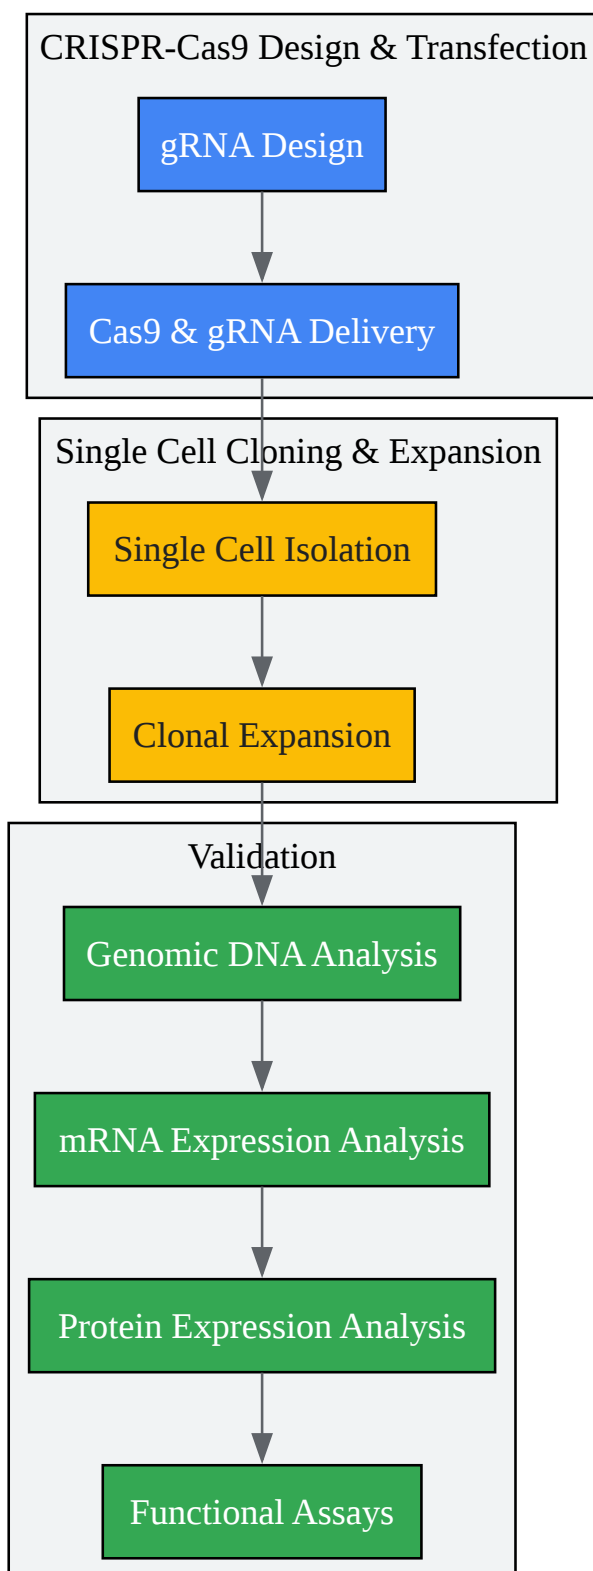 CRISPR-Cas9 Design & Transfection
gRNA Design
Cas9 & gRNA Delivery
Single Cell Cloning & Expansion
Single Cell Isolation
Clonal Expansion
Validation
Genomic DNA Analysis
mRNA Expression Analysis
Protein Expression Analysis
Functional Assays